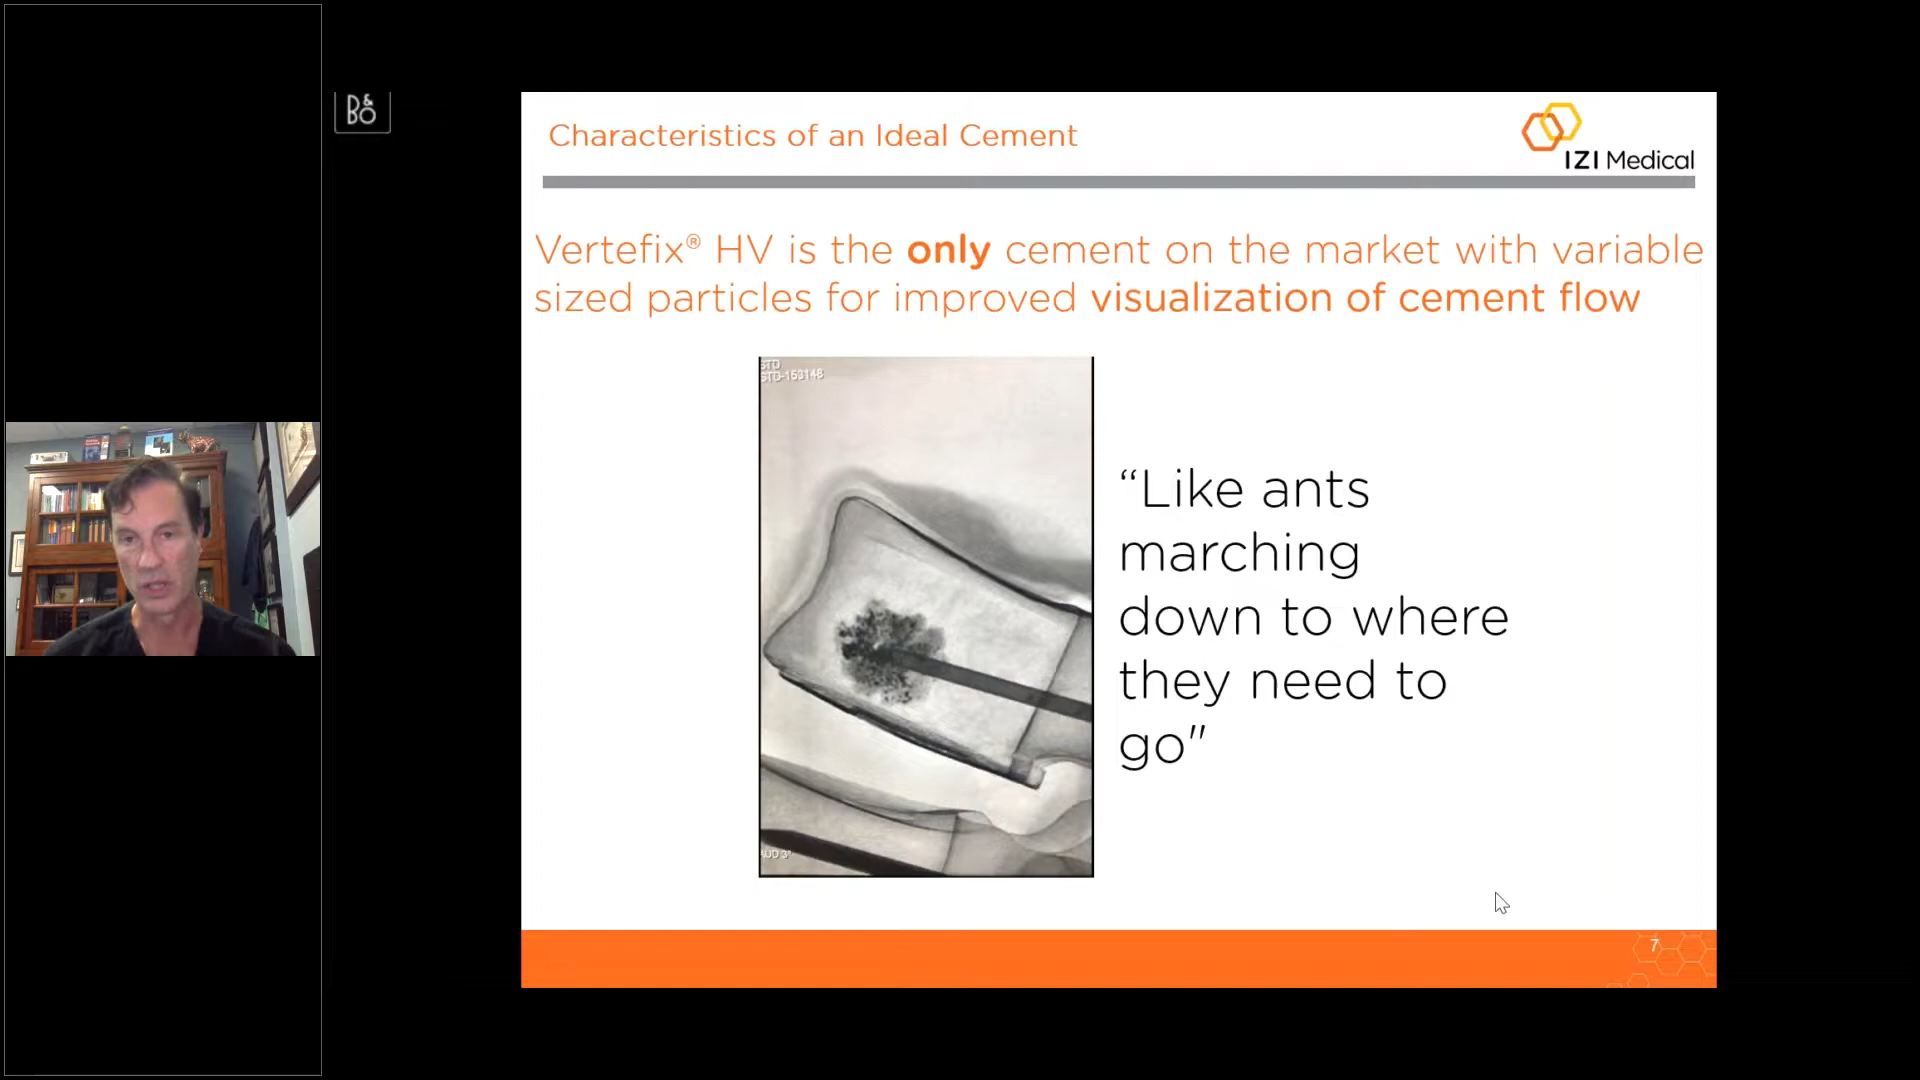 B&O
Characteristics of an Ideal Cement
IZI Medical
Vertefix® HV is the only cement on the market with variable
sized particles for improved visualization of cement flow
STD
STD-153148
“Like ants
marching
down to where
they need to
go"
7